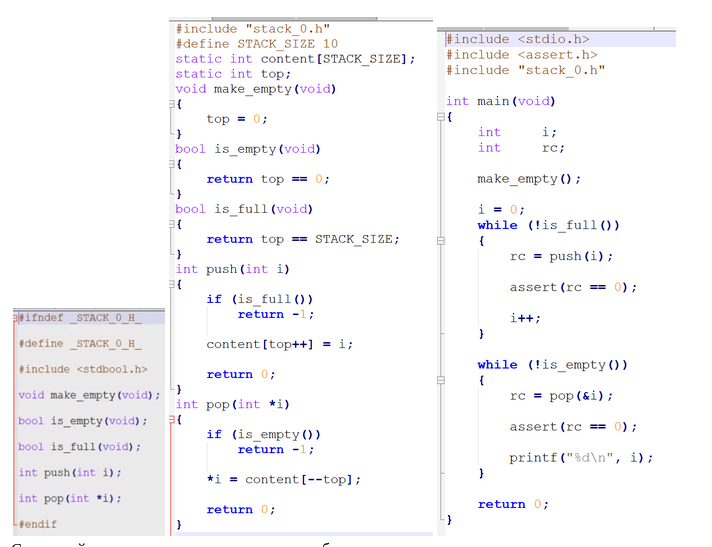 #ifndef _STACK_0_H_
#define _STACK_0_H_
#include <stdbool.h>
void make_empty(void);
bool is_empty(void);
bool is_full(void);
int push(int i);
int pop(int *i);
#endif
#include "stack_0.h"
#define STACK_SIZE 10
static int content[STACK_SIZE];
static int top;
void make_empty(void)
{
    top = 0;
}
bool is_empty(void)
{
    return top == 0;
}
bool is_full(void)
{
    return top == STACK_SIZE;
}
int push(int i)
{
    if (is_full())
        return -1;
    content[top++] = i;
    return 0;
}
int pop(int *i)
{
    if (is_empty())
        return -1;
    *i = content[--top];
    return 0;
}
#include <stdio.h>
#include <assert.h>
#include "stack_0.h"
int main(void)
{
    int     i;
    int     rc;
    make_empty();
    i = 0;
    while (!is_full())
    {
        rc = push(i);
        assert(rc == 0);
        i++;
    }
    while (!is_empty())
    {
        rc = pop(&i);
        assert(rc == 0);
        printf("%d\n", i);
    }
    return 0;
}